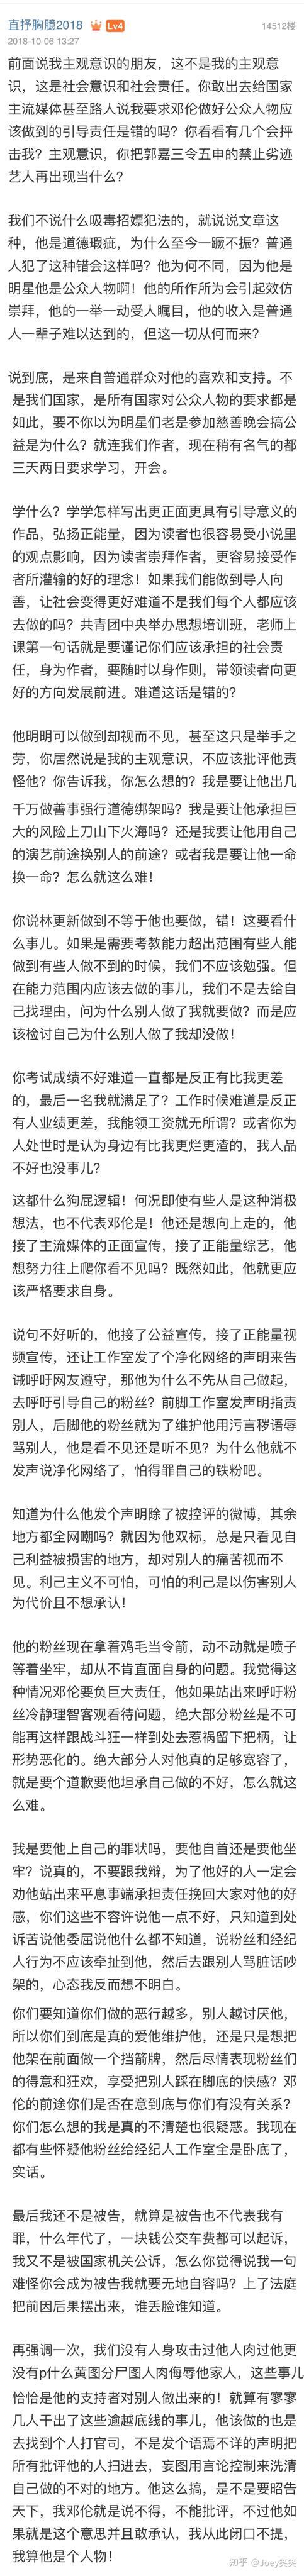 直抒胸臆2018 Lv4
14512楼
2018-10-06 13:27
前面说我主观意识的朋友，这不是我的主观意
识，这是社会意识和社会责任。你敢出去给国家
主流媒体甚至路人说我要求邓伦做好公众人物应
该做到的引导责任是错的吗？你看看有几个会抨
击我？主观意识，你把郭嘉三令五申的禁止劣迹
艺人再出现当什么？
我们不说什么吸毒招嫖犯法的，就说说文章这
种，他是道德瑕疵，为什么至今一蹶不振？普通
人犯了这种错会这样吗？他为何不同，因为他是
明星他是公众人物啊！他的所作所为会引起效仿
崇拜，他的一举一动受人瞩目，他的收入是普通
人一辈子难以达到的，但这一切从何而来？
说到底，是来自普通群众对他的喜欢和支持。不
是我们国家，是所有国家对公众人物的要求都是
如此，要不你以为明星们老是参加慈善晚会搞公
益是为什么？就连我们作者，现在稍有名气的都
三天两日要求学习，开会。
学什么？学学怎样写出更正面更具有引导意义的
作品，弘扬正能量，因为读者也很容易受小说里
的观点影响，因为读者崇拜作者，更容易接受作
者所灌输的好的理念！如果我们能做到导人向
善，让社会变得更好难道不是我们每个人都应该
去做的吗？共青团中央举办思想培训班，老师上
课第一句话就是要谨记你们应该承担的社会责
任，身为作者，要随时以身作则，带领读者向更
好的方向发展前进。难道这话是错的？
他明明可以做到却视而不见，甚至这只是举手之
劳，你居然说是我的主观意识，不应该批评他责
怪他？你告诉我，你怎么想的？我是要让他出几
千万做善事强行道德绑架吗？我是要让他承担巨
大的风险上刀山下火海吗？还是我要让他用自己
的演艺前途换别人的前途？或者我是要让他一命
换一命？怎么就这么难！
你说林更新做到不等于他也要做，错！这要看什
么事儿。如果是需要考教能力超出范围有些人能
做到有些人做不到的时候，我们不应该勉强。但
在能力范围内应该去做的事儿，我们不是去给自
己找理由，问为什么别人做了我就要做？而是应
该检讨自己为什么别人做了我却没做！
你考试成绩不好难道一直都是反正有比我更差
的，最后一名我就满足了？工作时候难道是反正
有人业绩更差，我能领工资就无所谓？或者你为
人处世时是认为身边有比我更烂更渣的，我人品
不好也没事儿？
这都什么狗屁逻辑！何况即使有些人是这种消极
想法，也不代表邓伦是！他还是想向上走的，他
接了主流媒体的正面宣传，接了正能量综艺，他
想努力往上爬你看不见吗？既然如此，他就更应
该严格要求自身。
说句不好听的，他接了公益宣传，接了正能量视
频宣传，还让工作室发了个净化网络的声明来告
诫呼吁网友遵守，那他为什么不先从自己做起，
去呼吁引导自己的粉丝？前脚工作室发声明指责
别人，后脚他的粉丝就为了维护他用污言秽语辱
骂别人，他是看不见还是听不见？为什么他就不
发声说净化网络了，怕得罪自己的铁粉吧。
知道为什么他发个声明除了被控评的微博，其余
地方都全网嘲吗？就因为他双标，总是只看见自
己利益被损害的地方，却对别人的痛苦视而不
见。利己主义不可怕，可怕的利己是以伤害别人
为代价且不想承认！
他的粉丝现在拿着鸡毛当令箭，动不动就是喷子
等着坐牢，却从不肯直面自身的问题。我觉得这
种情况邓伦要负巨大责任，他如果站出来呼吁粉
丝冷静理智客观看待问题，绝大部分粉丝是不可
能再这样跟战斗狂一样到处去惹祸留下把柄，让
形势恶化的。绝大部分人对他真的足够宽容了，
就是要个道歉要他坦承自己做的不好，怎么就这
么难。
我是要他上自己的罪状吗，要他自首还是要他坐
牢？说真的，不要跟我辩，为了他好的人一定会
劝他站出来平息事端承担责任挽回大家对他的好
感，你们这些不容许说他一点不好，只知道到处
诉苦说他委屈说他什么都不知道，说粉丝和经纪
人行为不应该牵扯到他，然后去跟别人骂脏话吵
架的，心态我反而想不明白。
你们要知道你们做的恶行越多，别人越讨厌他，
所以你们到底是真的爱他维护他，还是只是想把
他架在前面做一个挡箭牌，然后尽情表现粉丝们
的得意和狂欢，享受把别人踩在脚底的快感？邓
伦的前途你们是否在意到底与你们有没有关系？
你们怎么想的我是真的不清楚也很疑惑。我现在
都有些怀疑他粉丝给经纪人工作室全是卧底了，
实话。
最后我还不是被告，就算是被告也不代表我有
罪，什么年代了，一块钱公交车费都可以起诉，
我又不是被国家机关公诉，怎么你觉得说我一句
难怪你会成为被告我就要无地自容吗？上了法庭
把前因后果摆出来，谁丢脸谁知道。
再强调一次，我们没有人身攻击过他人肉过他更
没有p什么黄图分尸图人肉侮辱他家人，这些事儿
恰恰是他的支持者对别人做出来的！就算有寥寥
几人干出了这些逾越底线的事儿，他该做的也是
去找到个人打官司，不是发个语焉不详的声明把
所有批评他的人扫进去，妄图用言论控制来洗清
自己做的不对的地方。他这么搞，是不是要昭告
天下，我邓伦就是说不得，不能批评，不过他如
果就是这个意思并且敢承认，我从此闭口不提，
我算他是个人物！
知乎 @Joey奕奕